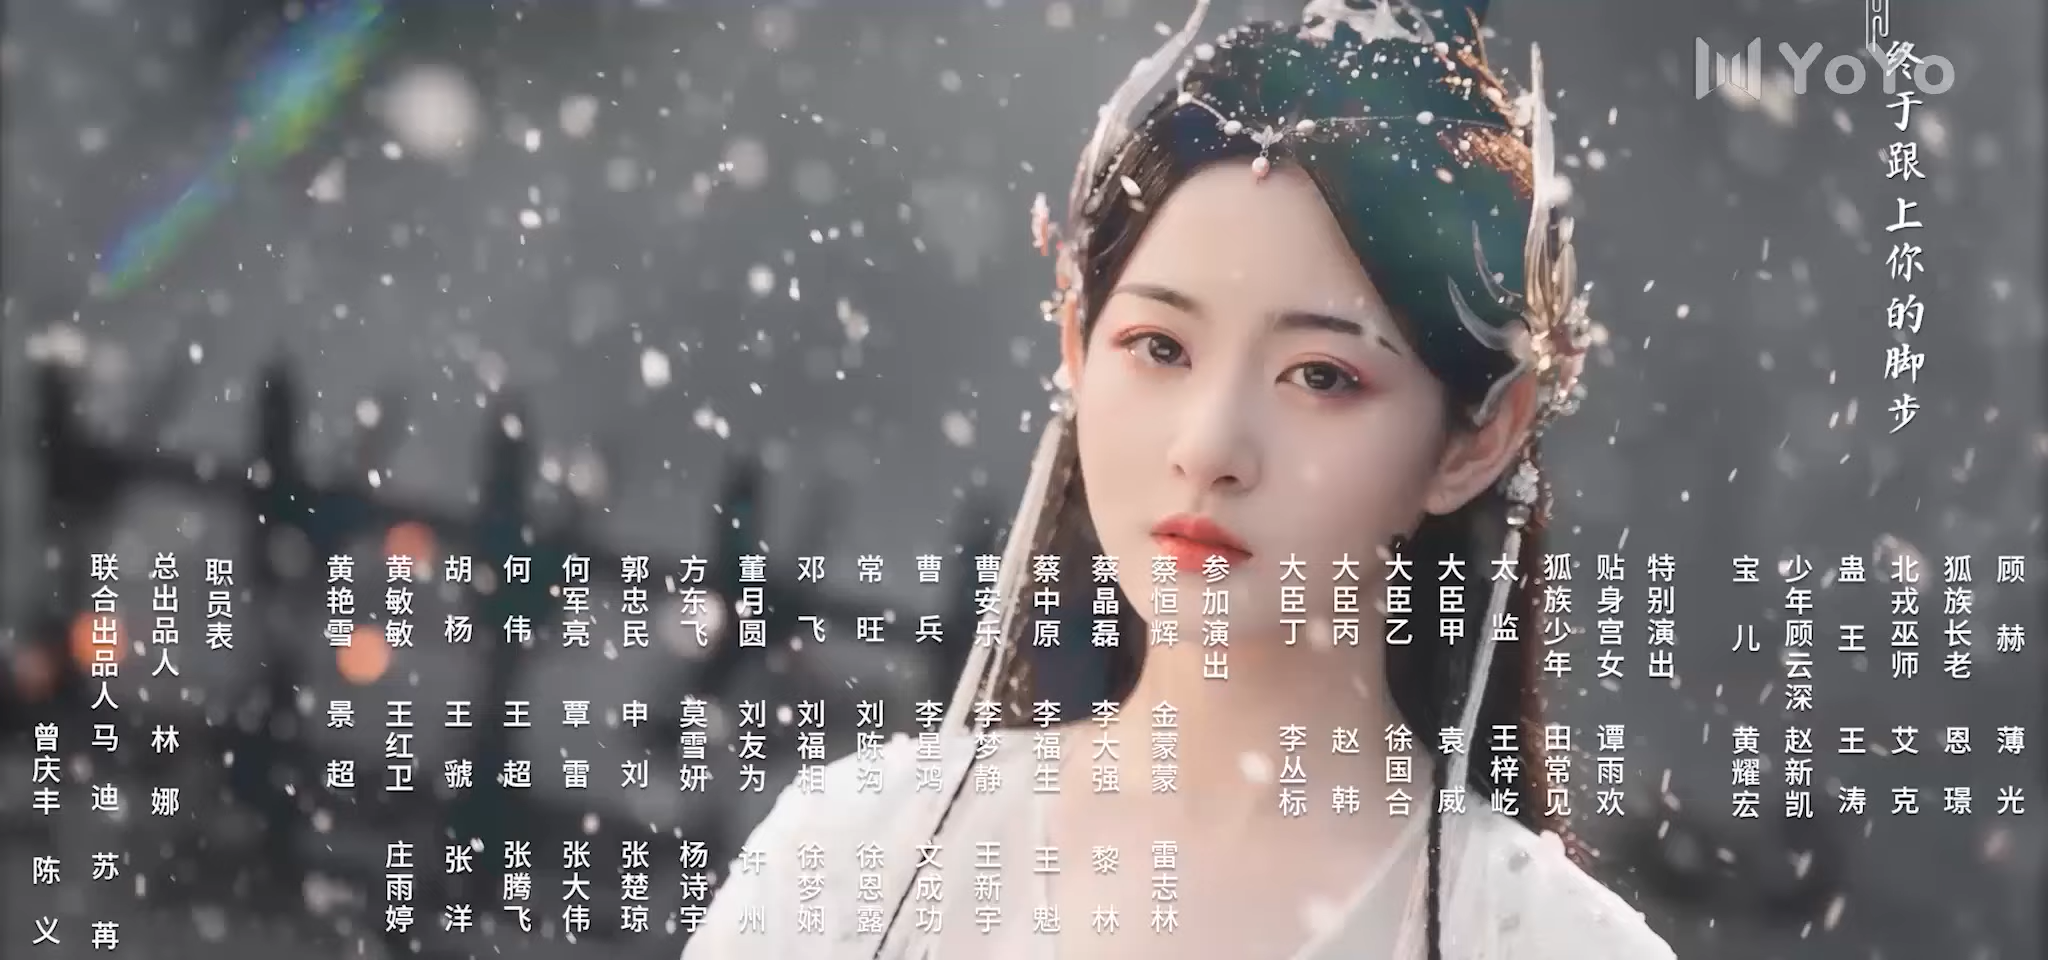 YoYo
终于跟上你的脚步
顾赫 薄光
狐族长老 恩璟
北戎巫师 艾克
蛊王 王涛
少年顾云深 赵新凯
宝儿 黄耀宏
特别演出
贴身宫女 谭雨欢
狐族少年 田常见
太监 王梓屹
大臣甲 袁威
大臣乙 徐国合
大臣丙 赵韩
大臣丁 李丛标
参加演出
蔡恒辉 金蒙蒙 雷志林
蔡晶磊 李大强 黎林
蔡中原 李福生 王魁
曹安乐 李梦静 王新宇
曹兵 李星鸿 文成功
常旺 刘陈沟 徐恩露
邓飞 刘福相 徐梦娴
董月圆 刘友为 许州
方东飞 莫雪妍 杨诗宇
郭忠民 申刘 张楚琼
何军亮 覃雷 张大伟
何伟 王超 张腾飞
胡杨 王虢 张洋
黄敏敏 王红卫 庄雨婷
黄艳雪 景超
职员表
总出品人 林娜
联合出品人 马迪 苏苒
曾庆丰 陈义